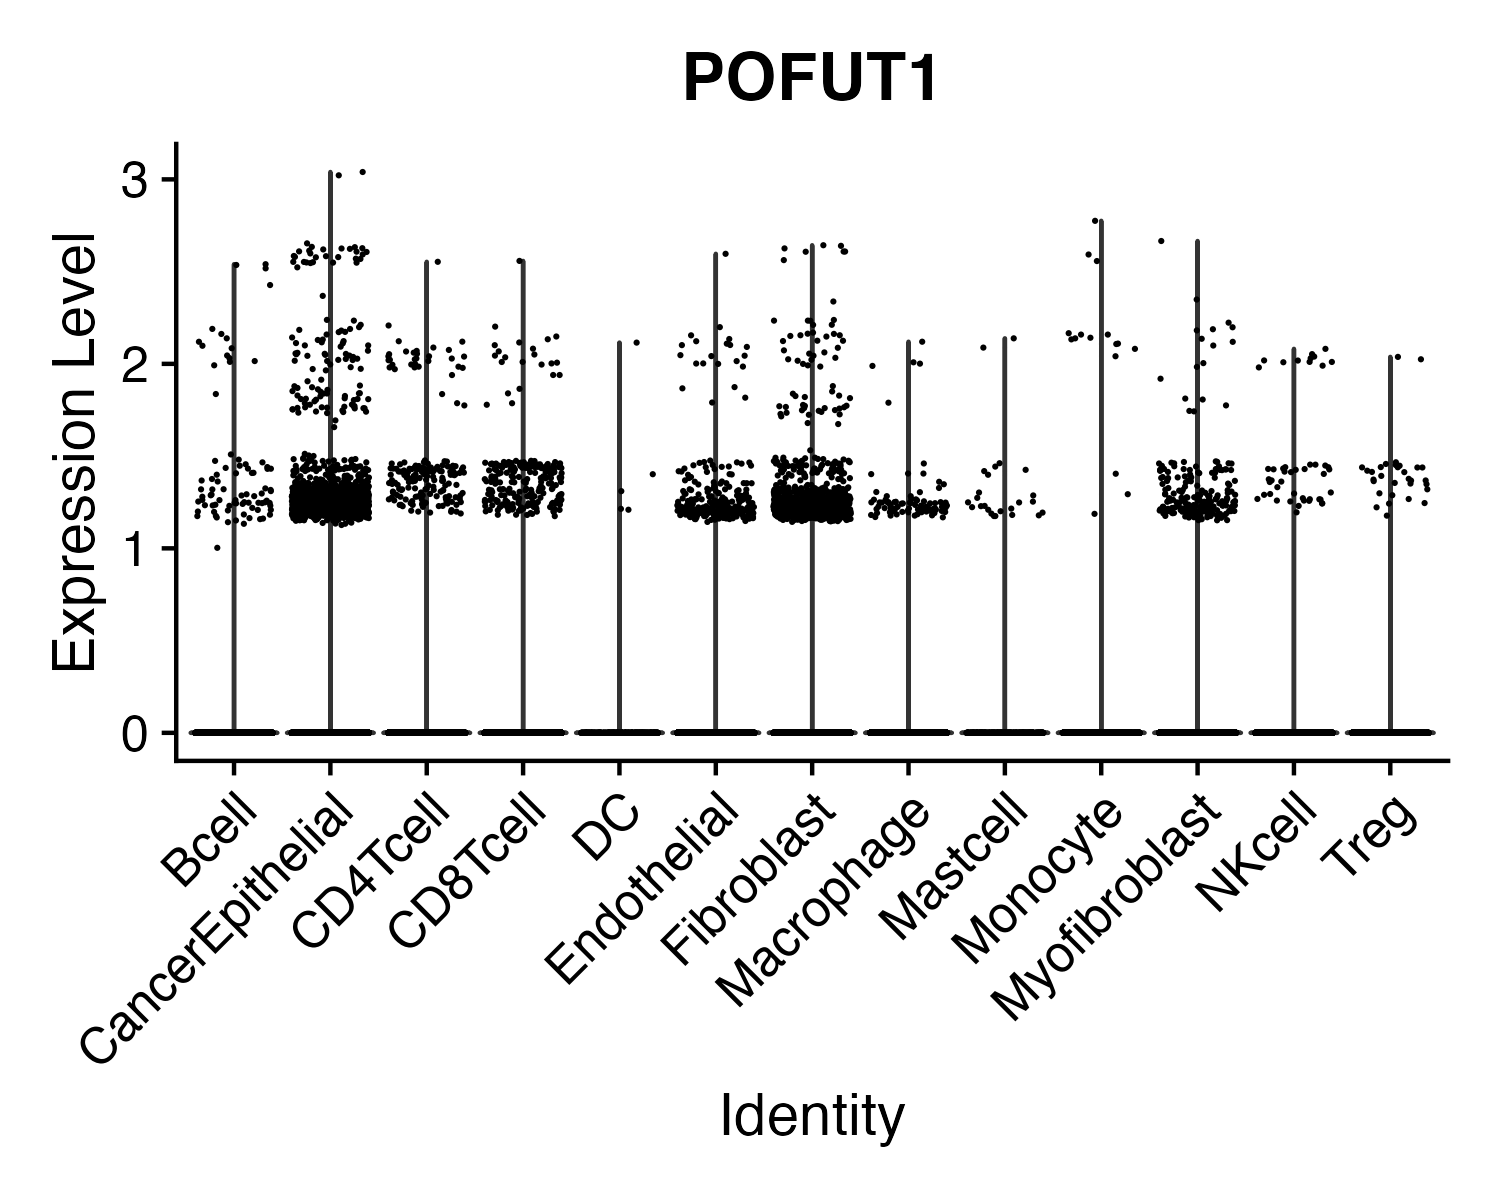 POFUT1
Expression Level
3
2
1
0
Bcell
CancerEpithelial
CD4Tcell
CD8Tcell
DC
Endothelial
Fibroblast
Macrophage
Mastcell
Monocyte
Myofibroblast
NKcell
Treg
Identity